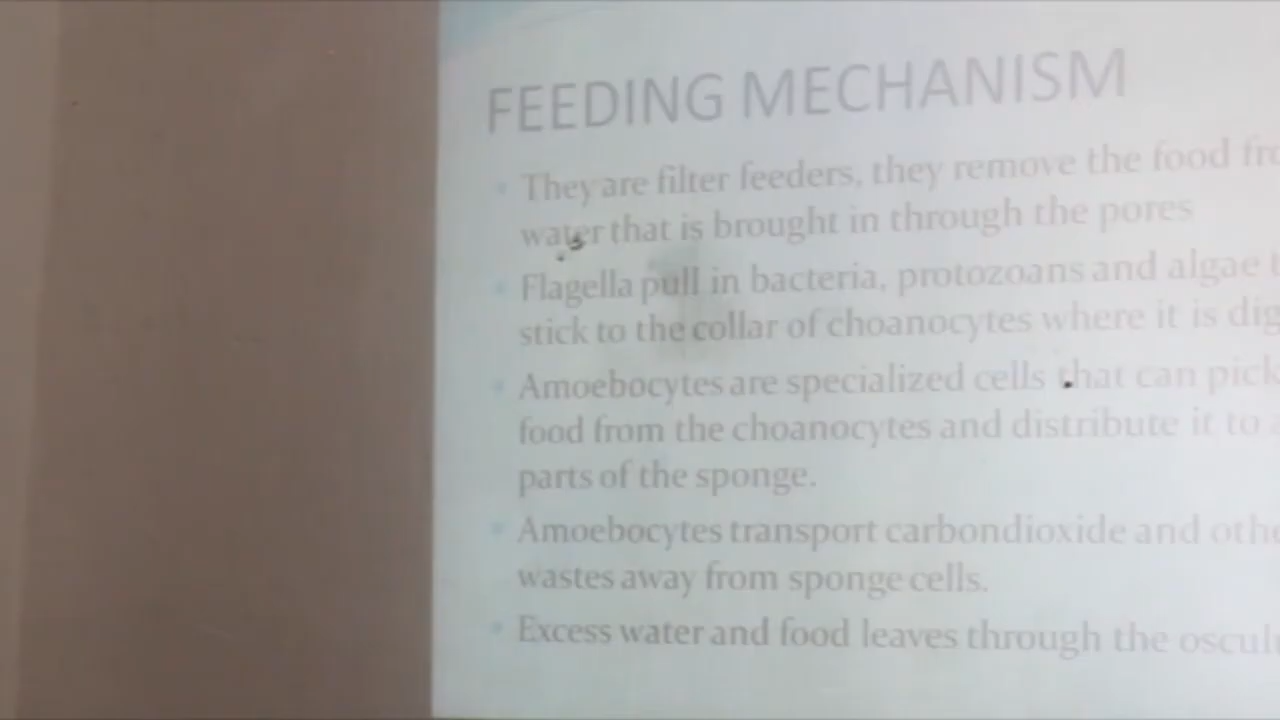 FEEDING MECHANISM
They are filter feeders, they remove the food
water that is brought in through the pores
Flagella pull in bacteria, protozoans and algae
stick to the collar of choanocytes where it is
Amoebocytes are specialized cells that can pick
food from the choanocytes and distribute it to
parts of the sponge.
Amoebocytes transport carbondioxide and
wastes away from sponge cells.
Excess water and food leaves through the